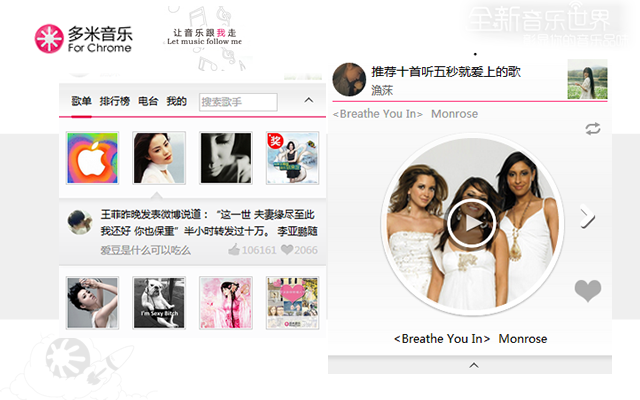 多米音乐
For Chrome
让音乐跟我走
Let music follow me
全新音乐世界
歌单 排行榜 电台 我的 搜索歌手
奖
王菲昨晚发表微博说道：“这一世 夫妻缘尽至此
我还好 你也保重”半小时转发过十万。 李亚鹏随
爱豆是什么可以吃么 106161 2066
I'm Sexy Bitch
推荐十首听五秒就爱上的歌
<Breathe You In> Monrose
<Breathe You In> Monrose